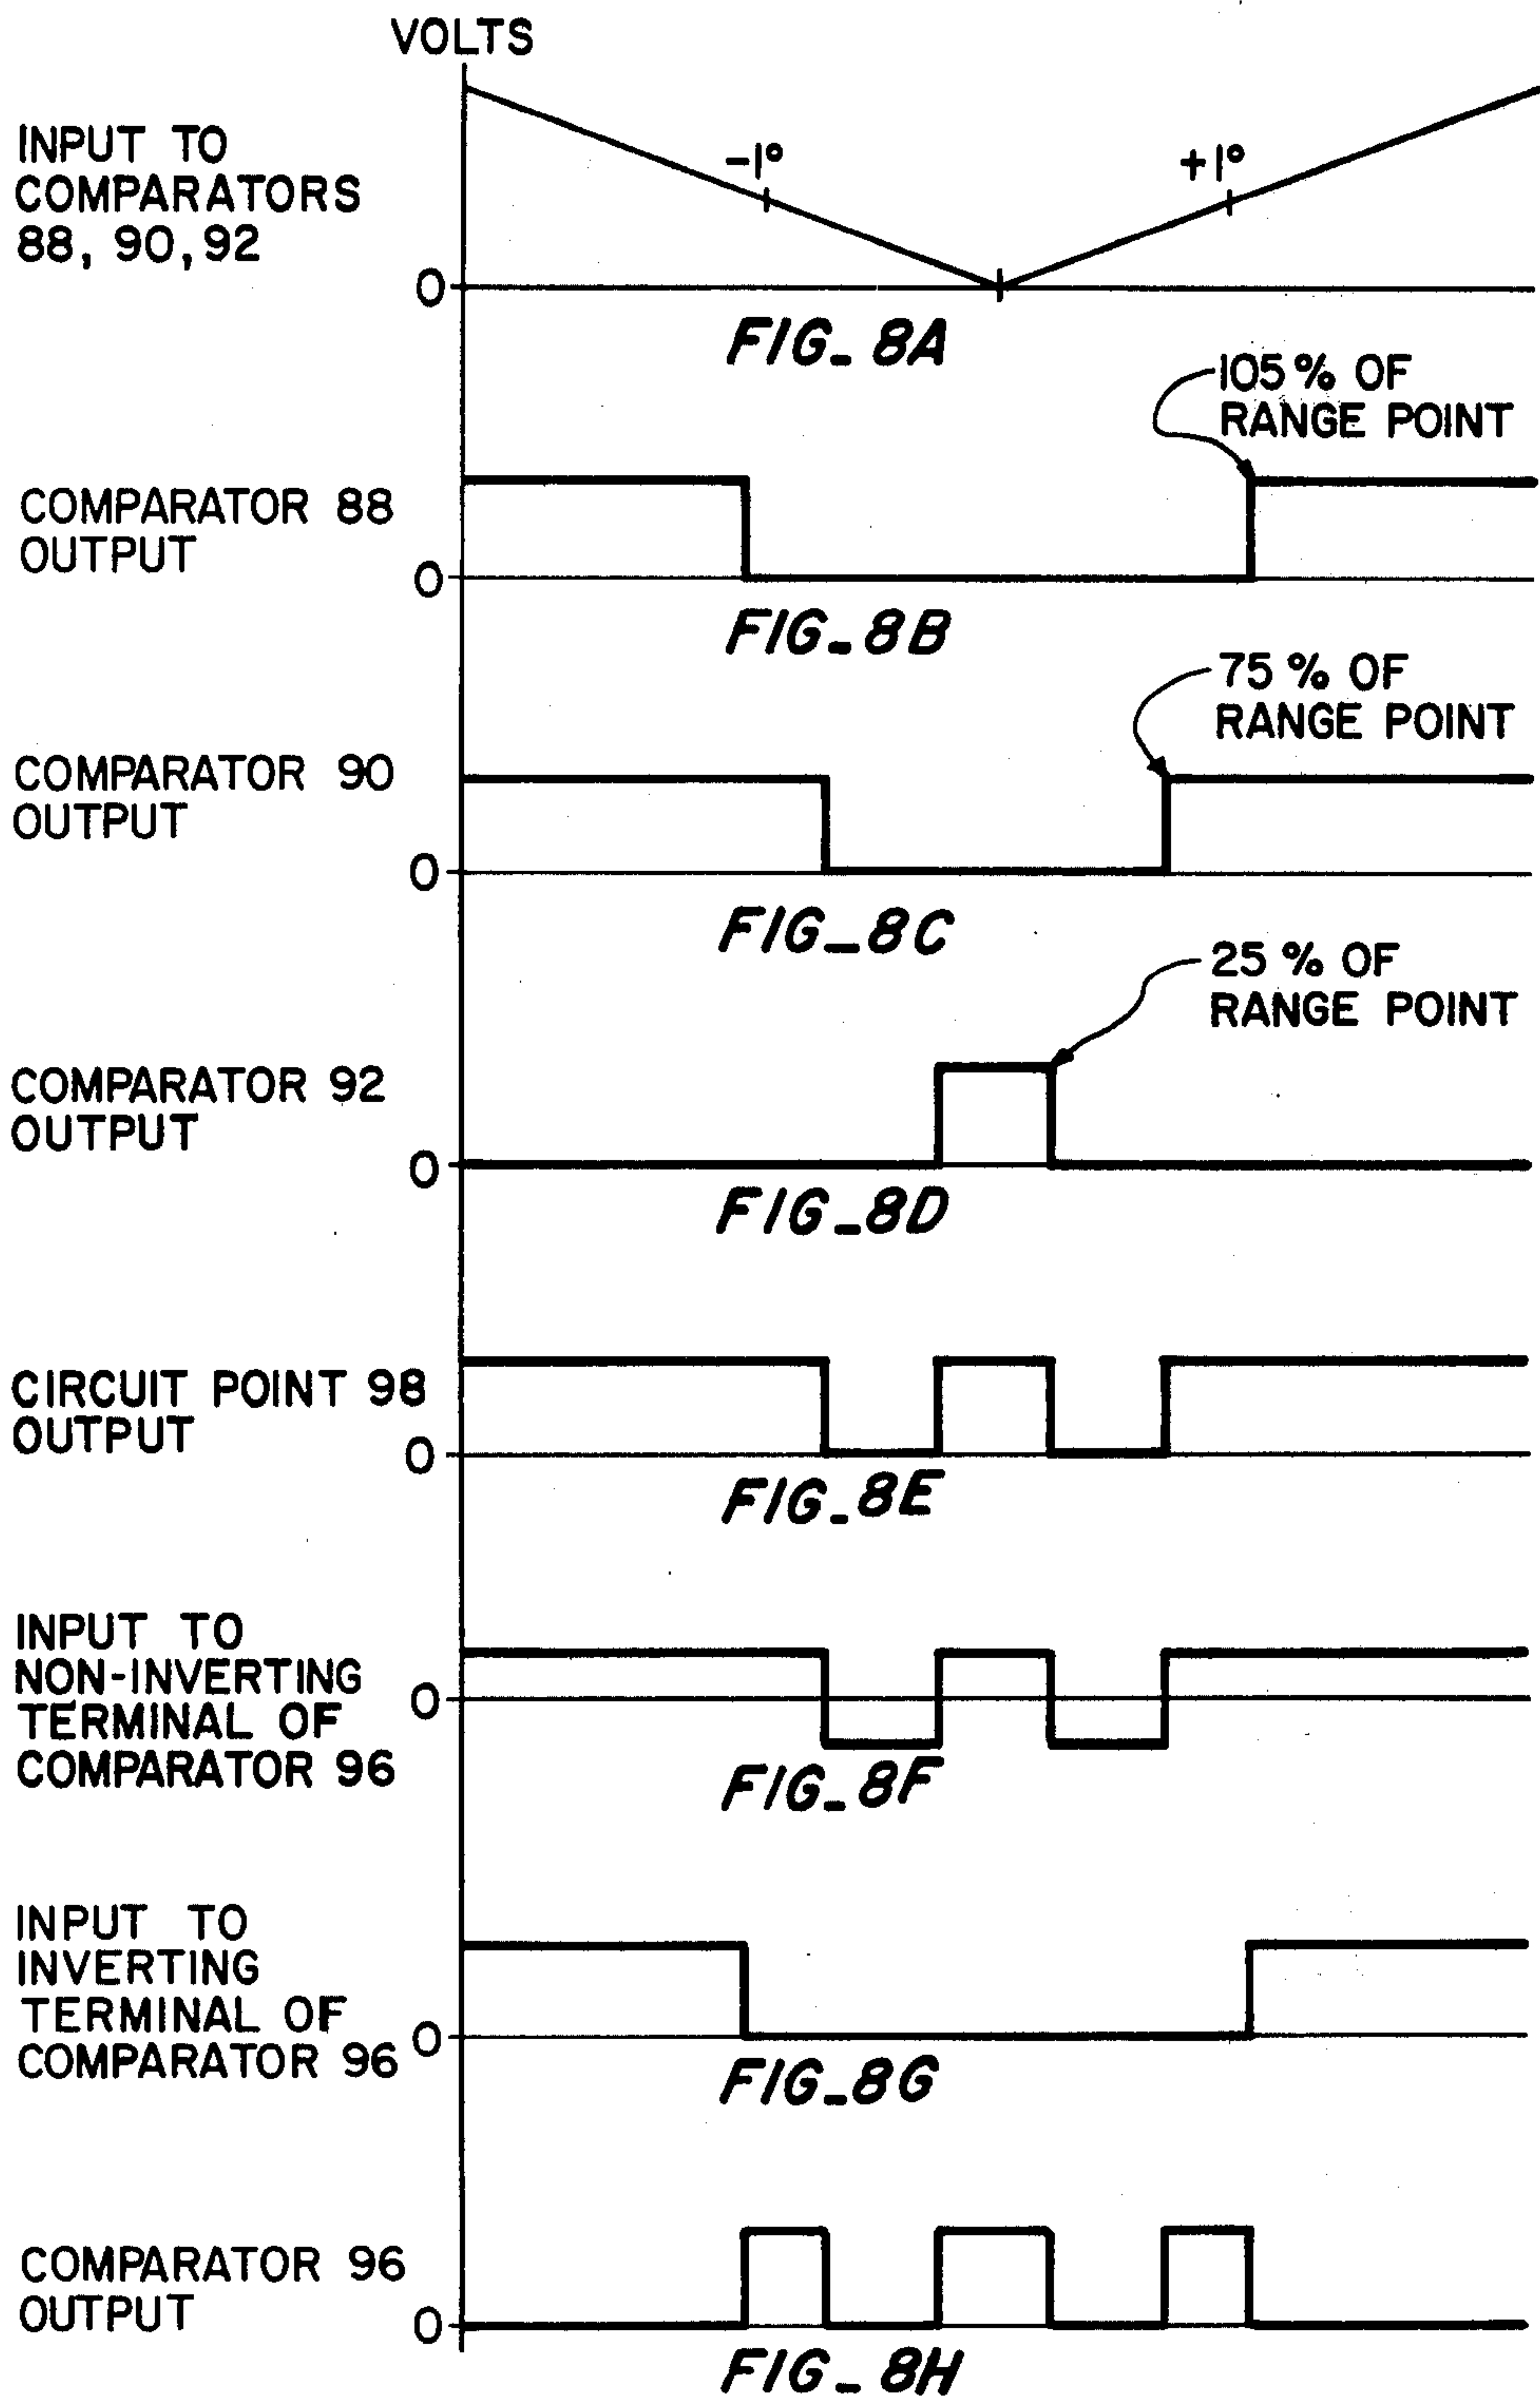 VOLTS
INPUT TO
COMPARATORS
88, 90, 92
-1°
+1°
0
FIG_ 8A
105% OF
RANGE POINT
COMPARATOR 88
OUTPUT
0
FIG_8B
75% OF
RANGE POINT
COMPARATOR 90
OUTPUT
0
FIG_8C
25% OF
RANGE POINT
COMPARATOR 92
OUTPUT
0
FIG_8D
CIRCUIT POINT 98
OUTPUT
0
FIG_8E
INPUT TO
NON-INVERTING
TERMINAL OF
COMPARATOR 96
0
FIG_8F
INPUT TO
INVERTING
TERMINAL OF
COMPARATOR 96
0
FIG_8G
COMPARATOR 96
OUTPUT
0
FIG_8H